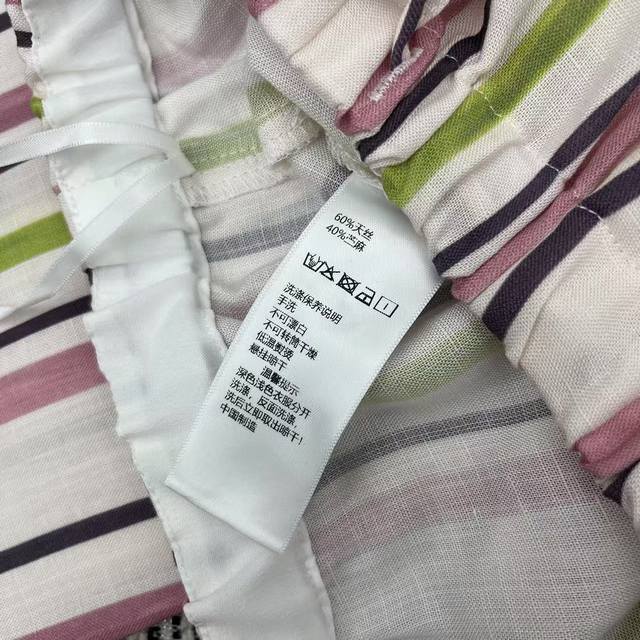 60%天丝
40%苎麻
洗涤保养说明
手洗
不可漂白
不可转筒干燥
低温熨烫
悬挂晾干
温馨提示
深色浅色衣服分开
洗涤，反面洗涤，
洗后立即取出晾干！
中国制造